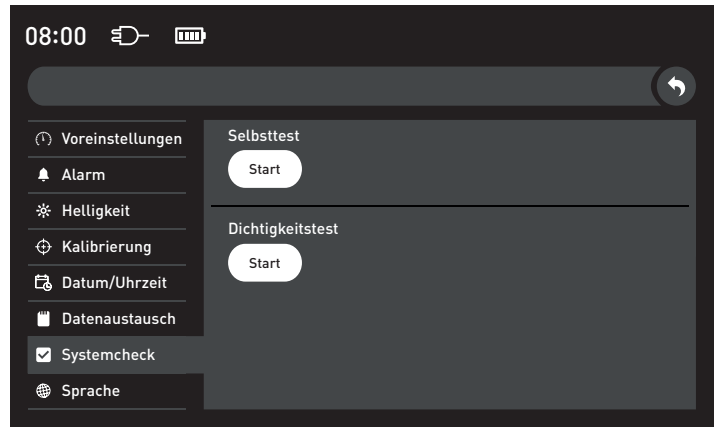 08:00
Voreinstellungen
Alarm
Helligkeit
Kalibrierung
Datum/Uhrzeit
Datenaustausch
Systemcheck
Sprache
Selbsttest
Start
Dichtigkeitstest
Start